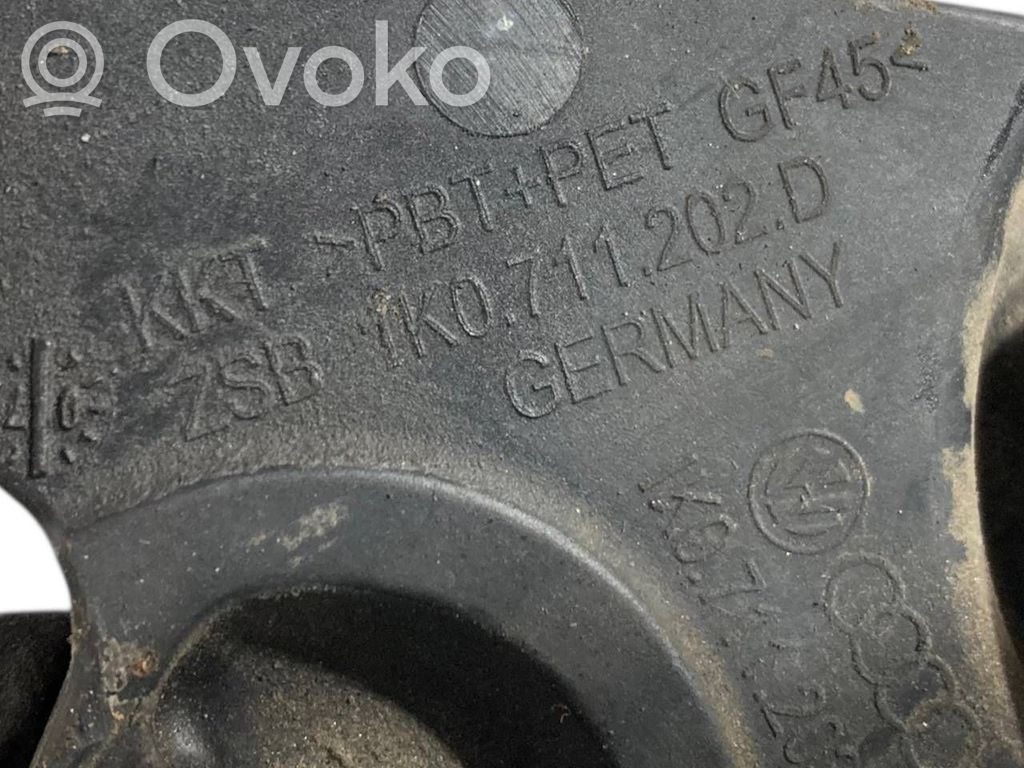 Ovoko
KKT >PBT+PET GF45<
ZSB 1K0.711.202.D
GERMANY